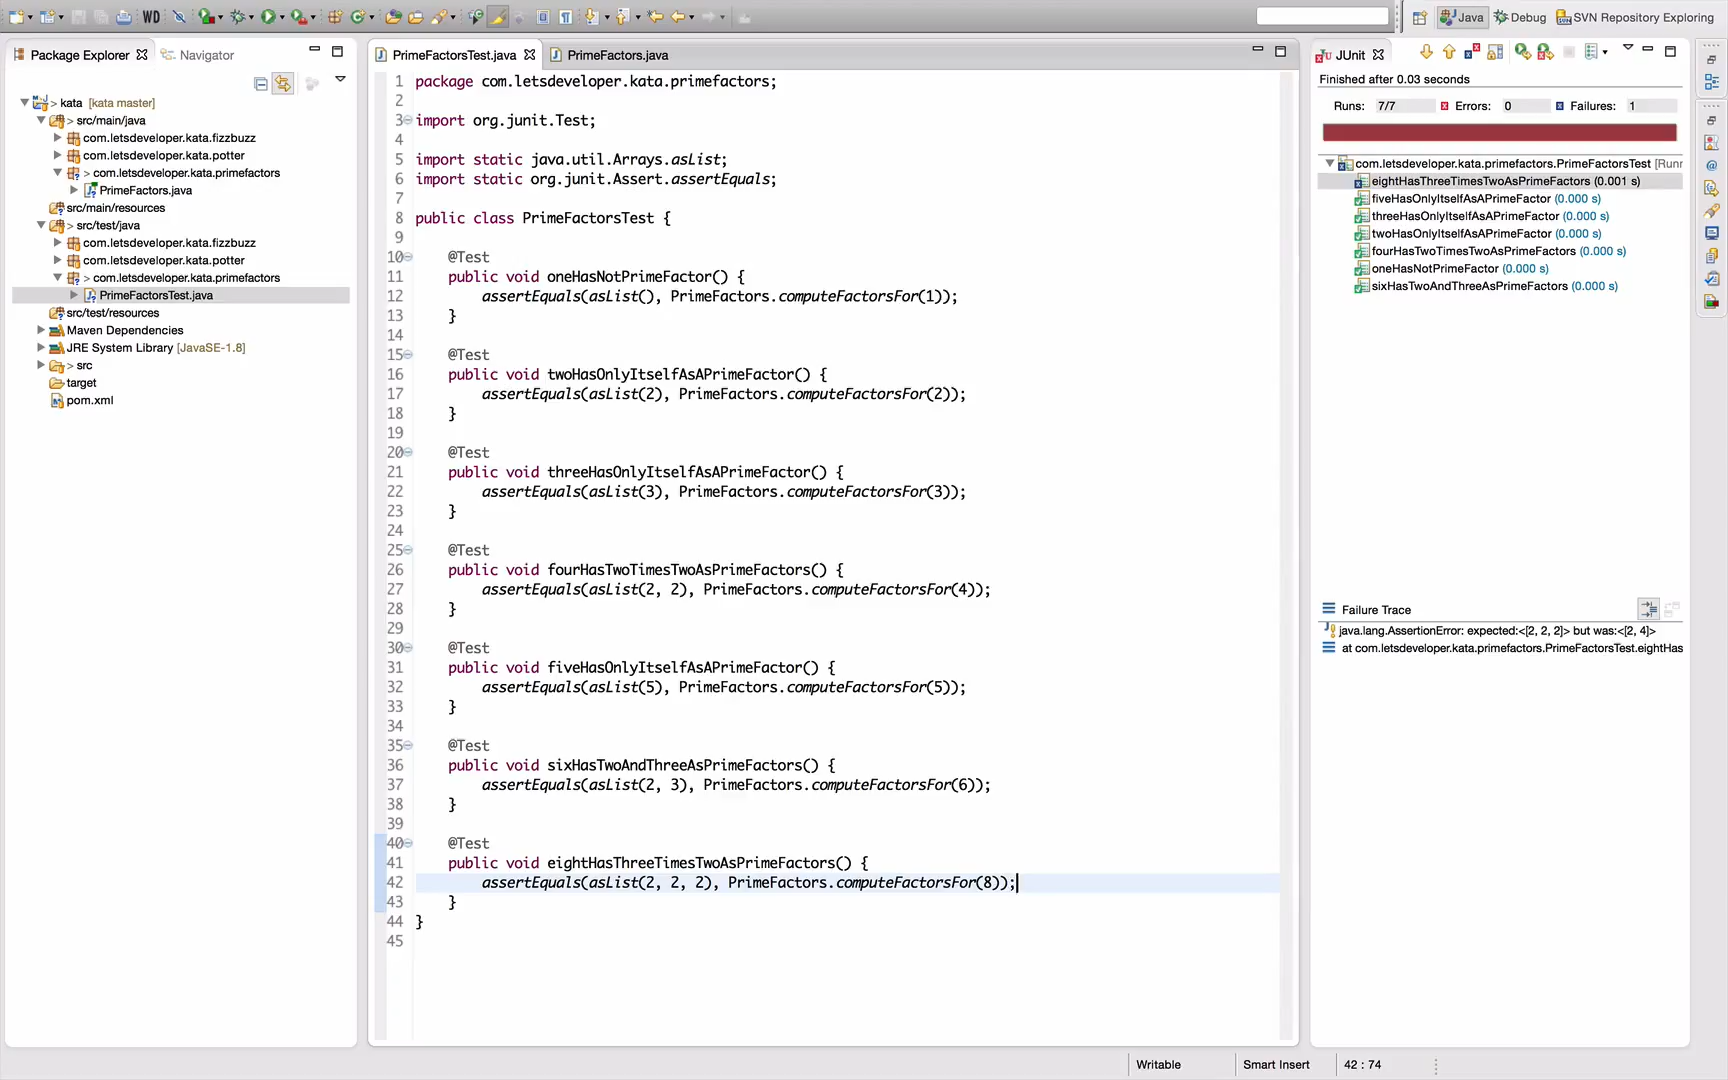 WD
Java
Debug
SVN Repository Exploring
Package Explorer
Navigator
> kata [kata master]
> src/main/java
com.letsdeveloper.kata.fizzbuzz
com.letsdeveloper.kata.potter
> com.letsdeveloper.kata.primefactors
PrimeFactors.java
src/main/resources
> src/test/java
com.letsdeveloper.kata.fizzbuzz
com.letsdeveloper.kata.potter
> com.letsdeveloper.kata.primefactors
PrimeFactorsTest.java
src/test/resources
Maven Dependencies
JRE System Library [JavaSE-1.8]
> src
target
pom.xml
PrimeFactorsTest.java
PrimeFactors.java
1 package com.letsdeveloper.kata.primefactors;
2
3 import org.junit.Test;
4
5 import static java.util.Arrays.asList;
6 import static org.junit.Assert.assertEquals;
7
8 public class PrimeFactorsTest {
9
10 @Test
11 public void oneHasNotPrimeFactor() {
12 assertEquals(asList(), PrimeFactors.computeFactorsFor(1));
13 }
14
15 @Test
16 public void twoHasOnlyItselfAsAPrimeFactor() {
17 assertEquals(asList(2), PrimeFactors.computeFactorsFor(2));
18 }
19
20 @Test
21 public void threeHasOnlyItselfAsAPrimeFactor() {
22 assertEquals(asList(3), PrimeFactors.computeFactorsFor(3));
23 }
24
25 @Test
26 public void fourHasTwoTimesTwoAsPrimeFactors() {
27 assertEquals(asList(2, 2), PrimeFactors.computeFactorsFor(4));
28 }
29
30 @Test
31 public void fiveHasOnlyItselfAsAPrimeFactor() {
32 assertEquals(asList(5), PrimeFactors.computeFactorsFor(5));
33 }
34
35 @Test
36 public void sixHasTwoAndThreeAsPrimeFactors() {
37 assertEquals(asList(2, 3), PrimeFactors.computeFactorsFor(6));
38 }
39
40 @Test
41 public void eightHasThreeTimesTwoAsPrimeFactors() {
42 assertEquals(asList(2, 2, 2), PrimeFactors.computeFactorsFor(8));
43 }
44 }
45
JUnit
Finished after 0.03 seconds
Runs: 7/7 Errors: 0 Failures: 1
com.letsdeveloper.kata.primefactors.PrimeFactorsTest [Runr
eightHasThreeTimesTwoAsPrimeFactors (0.001 s)
fiveHasOnlyItselfAsAPrimeFactor (0.000 s)
threeHasOnlyItselfAsAPrimeFactor (0.000 s)
twoHasOnlyItselfAsAPrimeFactor (0.000 s)
fourHasTwoTimesTwoAsPrimeFactors (0.000 s)
oneHasNotPrimeFactor (0.000 s)
sixHasTwoAndThreeAsPrimeFactors (0.000 s)
Failure Trace
java.lang.AssertionError: expected:<[2, 2, 2]> but was:<[2, 4]>
at com.letsdeveloper.kata.primefactors.PrimeFactorsTest.eightHas
Writable
Smart Insert
42 : 74